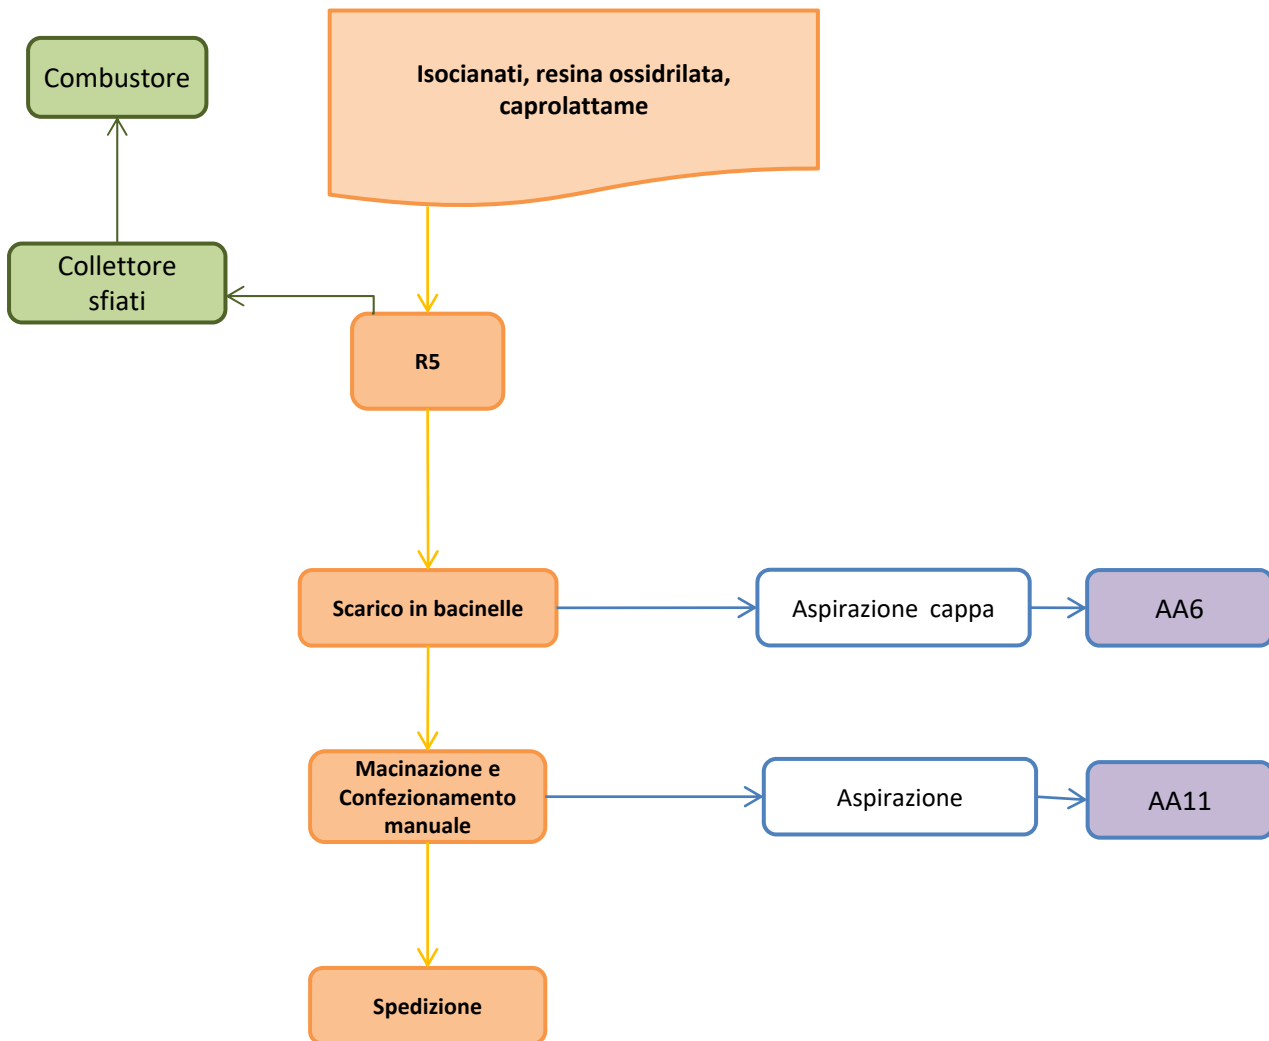 Combustore
Isocianati, resina ossidrilata,
caprolattame
Collettore
sfiati
R5
Scarico in bacinelle
Aspirazione cappa
AA6
Macinazione e
Confezionamento
manuale
Aspirazione
AA11
Spedizione